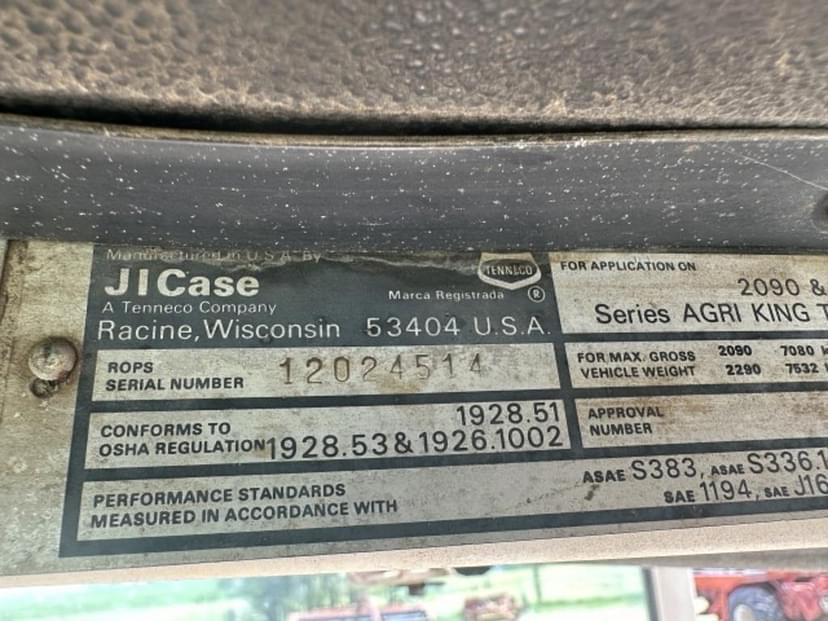 Manufactured in U.S.A. By
JI Case
A Tenneco Company
Racine, Wisconsin 53404 U.S.A.
TENNECO
Marca Registrada ®
ROPS
SERIAL NUMBER 12024514
CONFORMS TO
OSHA REGULATION 1928.51
1928.53 & 1926.1002
PERFORMANCE STANDARDS
MEASURED IN ACCORDANCE WITH
ASAE S383, ASAE S336.1
SAE 1194, SAE J16
FOR APPLICATION ON
2090 &
Series AGRI KING T
FOR MAX. GROSS
VEHICLE WEIGHT
2090 7080
2290 7532
APPROVAL
NUMBER